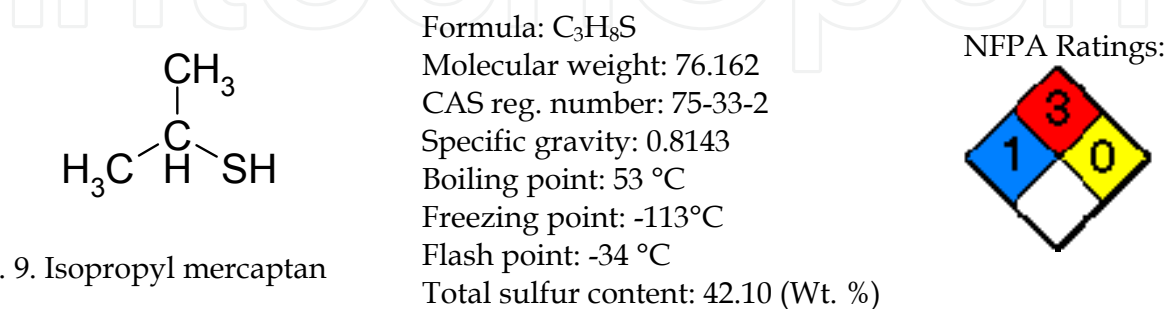 CH₃
C
H₃C H SH
. 9. Isopropyl mercaptan
Formula: C₃H₈S
Molecular weight: 76.162
CAS reg. number: 75-33-2
Specific gravity: 0.8143
Boiling point: 53 °C
Freezing point: -113°C
Flash point: -34 °C
Total sulfur content: 42.10 (Wt. %)
NFPA Ratings:
3
1 0